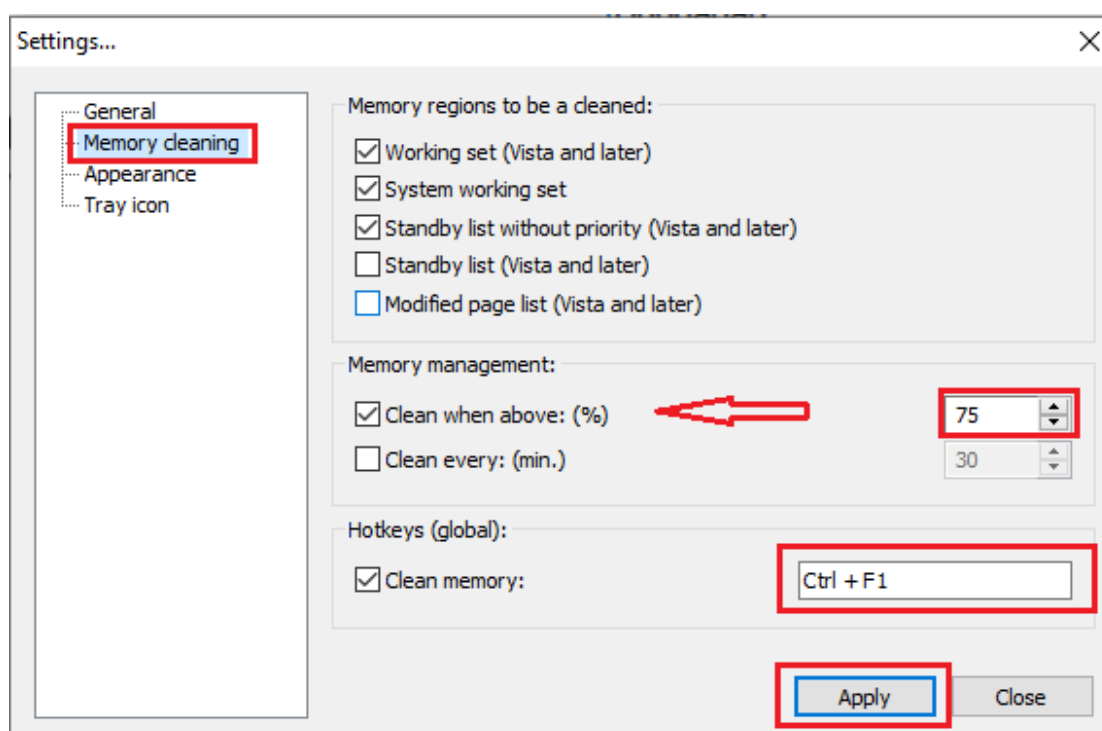 Settings...
General
Memory cleaning
Appearance
Tray icon
Memory regions to be a cleaned:
Working set (Vista and later)
System working set
Standby list without priority (Vista and later)
Standby list (Vista and later)
Modified page list (Vista and later)
Memory management:
Clean when above: (%) 75
Clean every: (min.) 30
Hotkeys (global):
Clean memory: Ctrl + F1
Apply Close